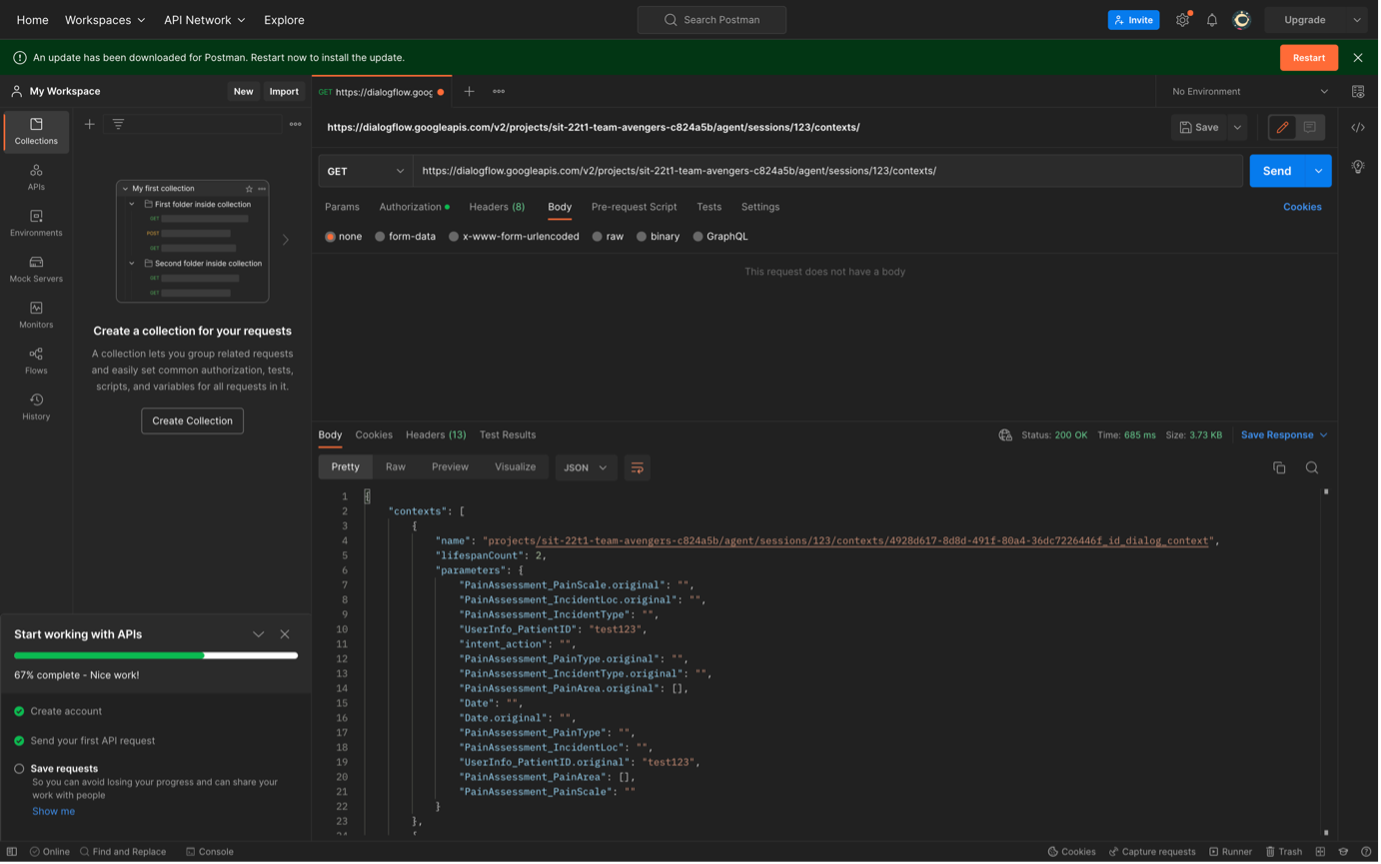 Home Workspaces API Network Explore Search Postman Invite Upgrade
An update has been downloaded for Postman. Restart now to install the update. Restart
My Workspace New Import GET https://dialogflow.goog No Environment
Collections
APIs
Environments
Mock Servers
Monitors
Flows
History
My first collection
First folder inside collection
GET
POST
GET
Second folder inside collection
GET
GET
Create a collection for your requests
A collection lets you group related requests
and easily set common authorization, tests,
scripts, and variables for all requests in it.
Create Collection
Start working with APIs
67% complete - Nice work!
Create account
Send your first API request
Save requests
So you can avoid losing your progress and can share your
work with people
Show me
https://dialogflow.googleapis.com/v2/projects/sit-22t1-team-avengers-c824a5b/agent/sessions/123/contexts/ Save
GET https://dialogflow.googleapis.com/v2/projects/sit-22t1-team-avengers-c824a5b/agent/sessions/123/contexts/ Send
Params Authorization Headers (8) Body Pre-request Script Tests Settings Cookies
none form-data x-www-form-urlencoded raw binary GraphQL
This request does not have a body
Body Cookies Headers (13) Test Results Status: 200 OK Time: 685 ms Size: 3.73 KB Save Response
Pretty Raw Preview Visualize JSON
1 {
2 "contexts": [
3 {
4 "name": "projects/sit-22t1-team-avengers-c824a5b/agent/sessions/123/contexts/4928d617-8d8d-491f-80a4-36dc7226446f_id_dialog_context",
5 "lifespanCount": 2,
6 "parameters": {
7 "PainAssessment_PainScale.original": "",
8 "PainAssessment_IncidentLoc.original": "",
9 "PainAssessment_IncidentType": "",
10 "UserInfo_PatientID": "test123",
11 "intent_action": "",
12 "PainAssessment_PainType.original": "",
13 "PainAssessment_IncidentType.original": "",
14 "PainAssessment_PainArea.original": [],
15 "Date": "",
16 "Date.original": "",
17 "PainAssessment_PainType": "",
18 "PainAssessment_IncidentLoc": "",
19 "UserInfo_PatientID.original": "test123",
20 "PainAssessment_PainArea": [],
21 "PainAssessment_PainScale": ""
22 }
23 },
Online Find and Replace Console Cookies Capture requests Runner Trash